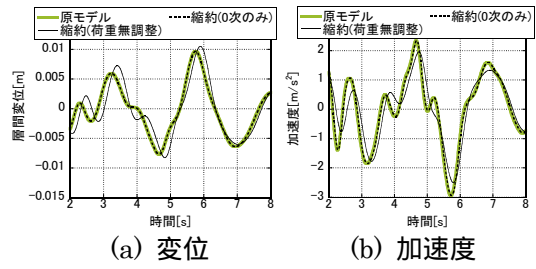 原モデル 縮約(0次のみ)
縮約(荷重無調整)
層間変位[m]
0.01
0.005
0
−0.005
−0.01
−0.015
2 3 4 5 6 7 8
時間[s]
(a) 変位
原モデル 縮約(0次のみ)
縮約(荷重無調整)
加速度[m/s²]
2
1
0
−1
−2
−3
2 3 4 5 6 7 8
時間[s]
(b) 加速度